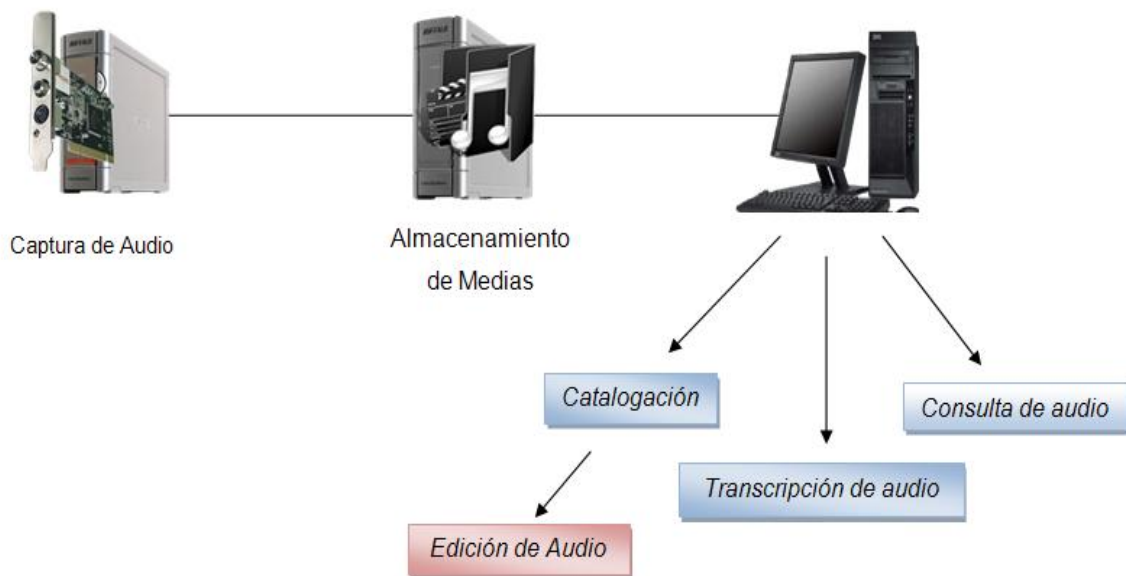 Captura de Audio
Almacenamiento
de Medias
Catalogación
Consulta de audio
Transcripción de audio
Edición de Audio